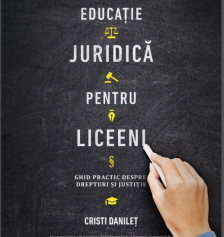 EDUCAȚIE
JURIDICĂ
PENTRU
LICEENI
§
GHID PRACTIC DESPRE
DREPTURI ȘI JUSTIȚIE
CRISTI DANILEȚ